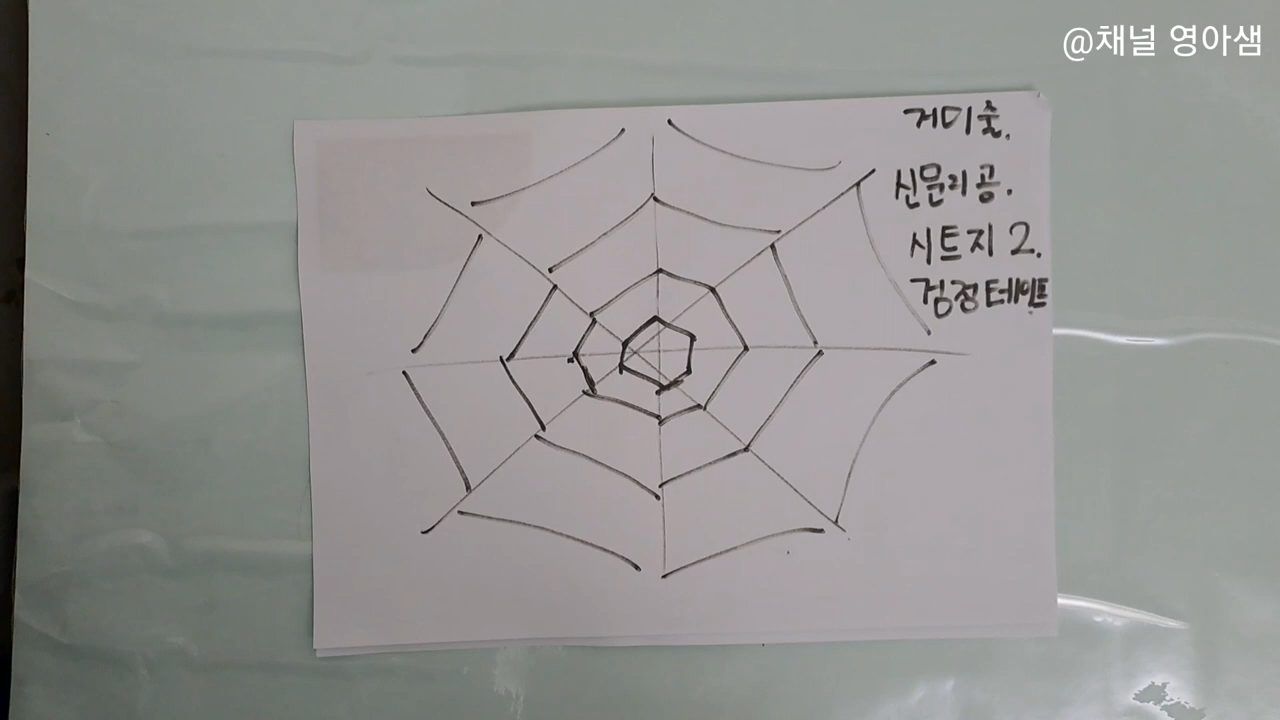 @채널 영아샘
거미줄.
신문지공.
시트지 2.
검정테이프